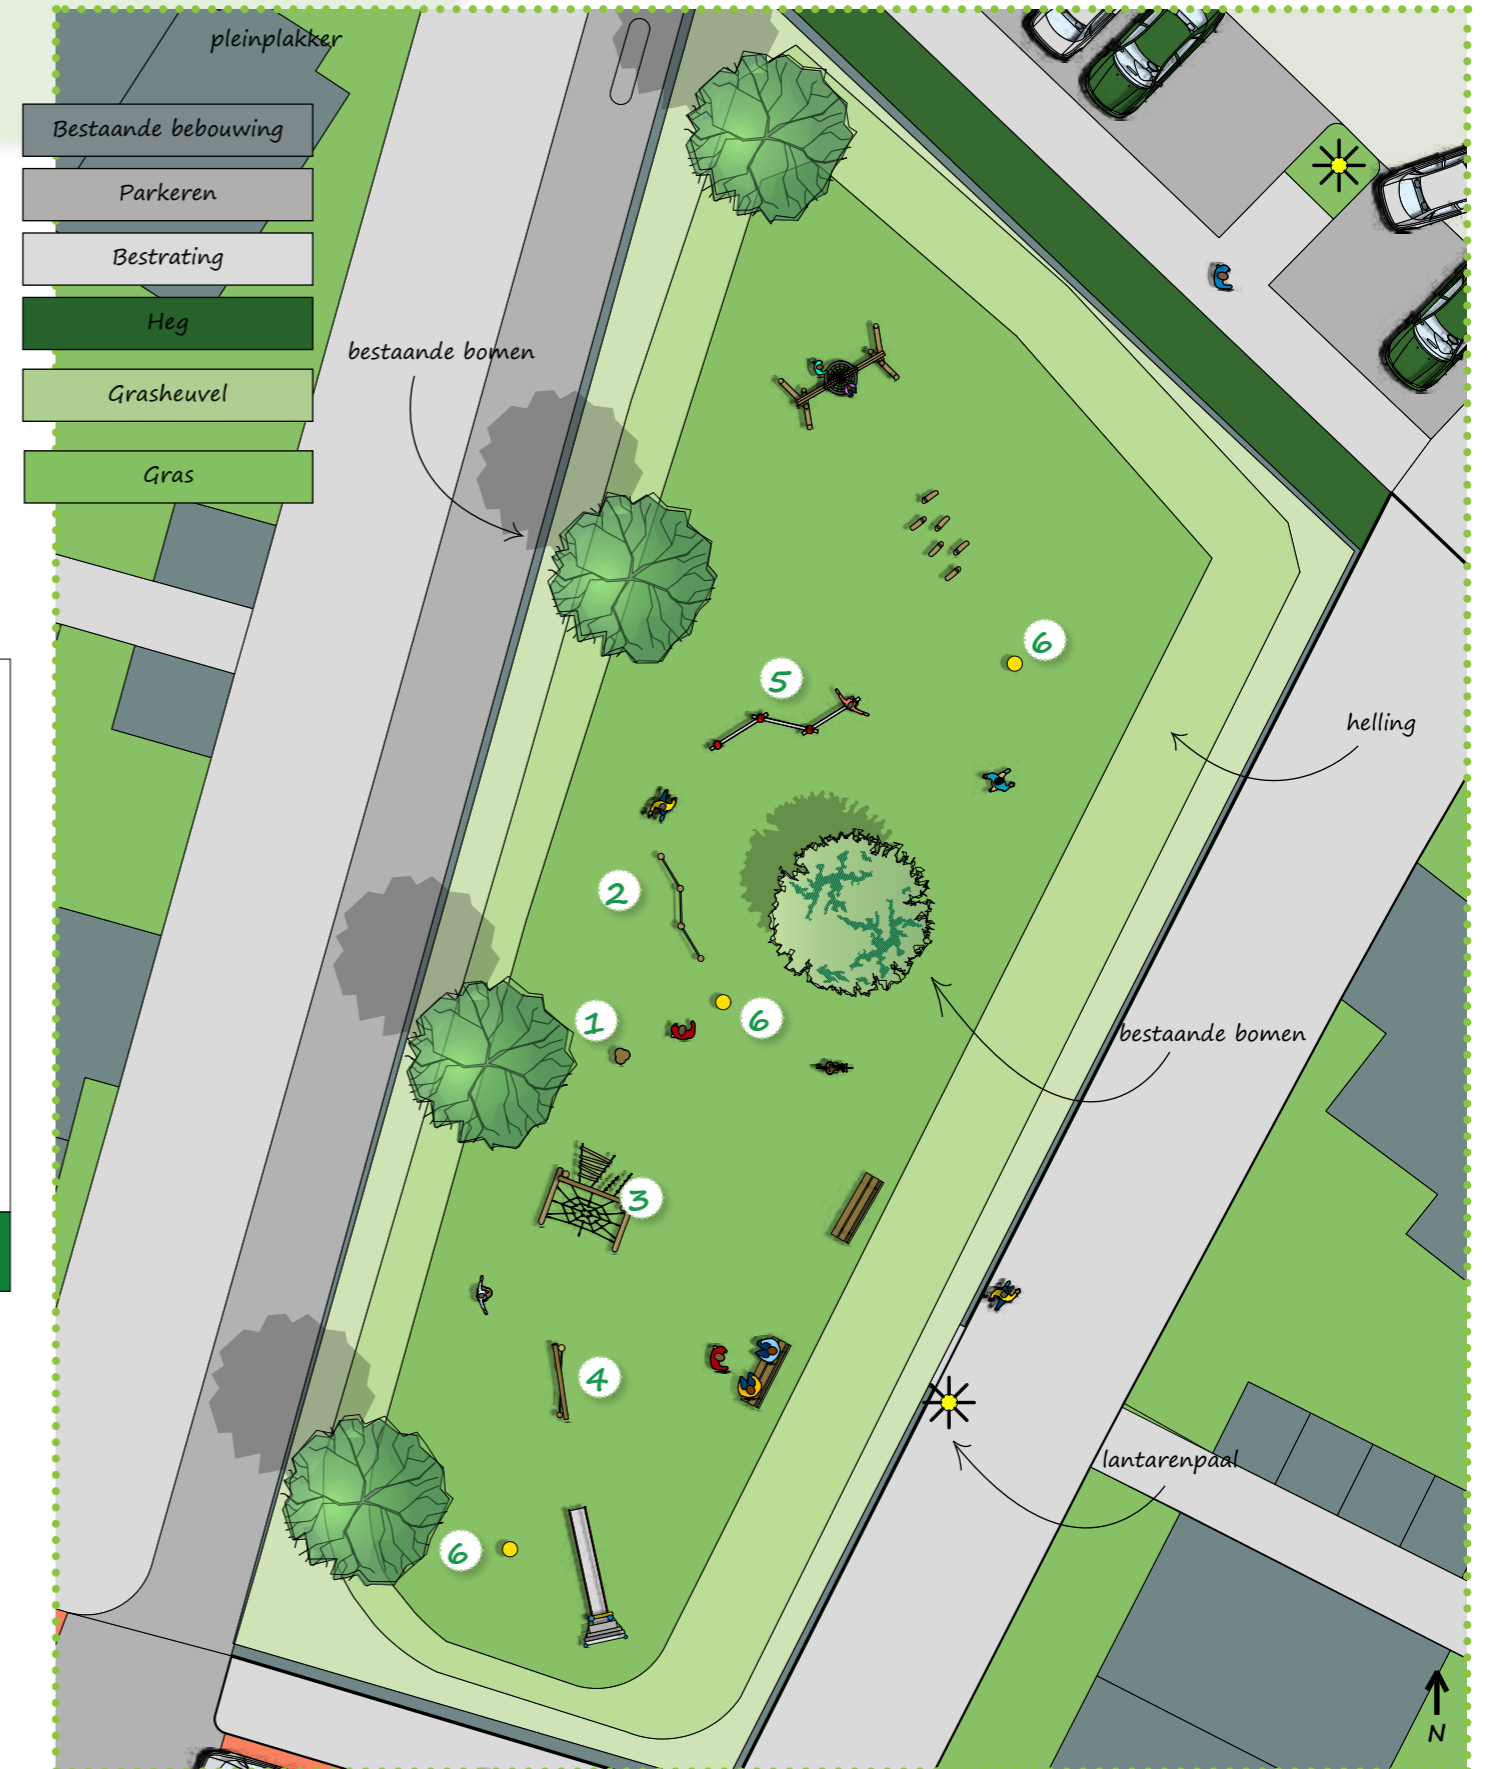 pleinplakker
Bestaande bebouwing
Parkeren
Bestrating
Heg
bestaande bomen
Grasheuvel
Gras
6
5
helling
2
1
6
bestaande bomen
3
4
lantarenpaal
6
N